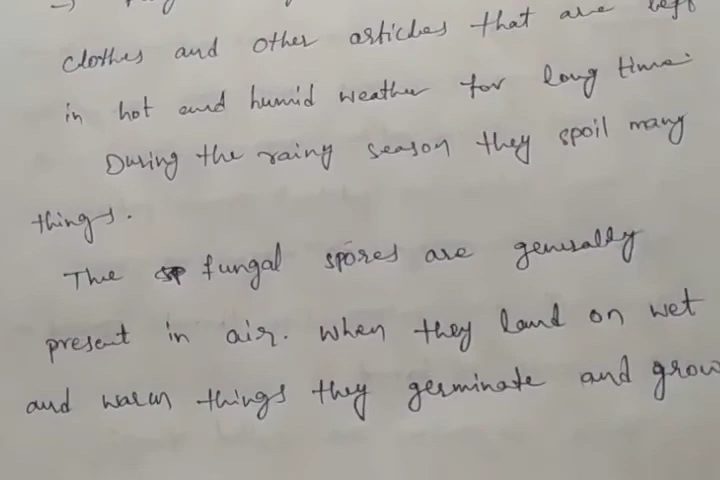 clothes and other articles that are left
in hot and humid weather for long time.
During the rainy season they spoil many
things.
The fungal spores are generally
present in air. When they land on wet
and warm things they germinate and grow